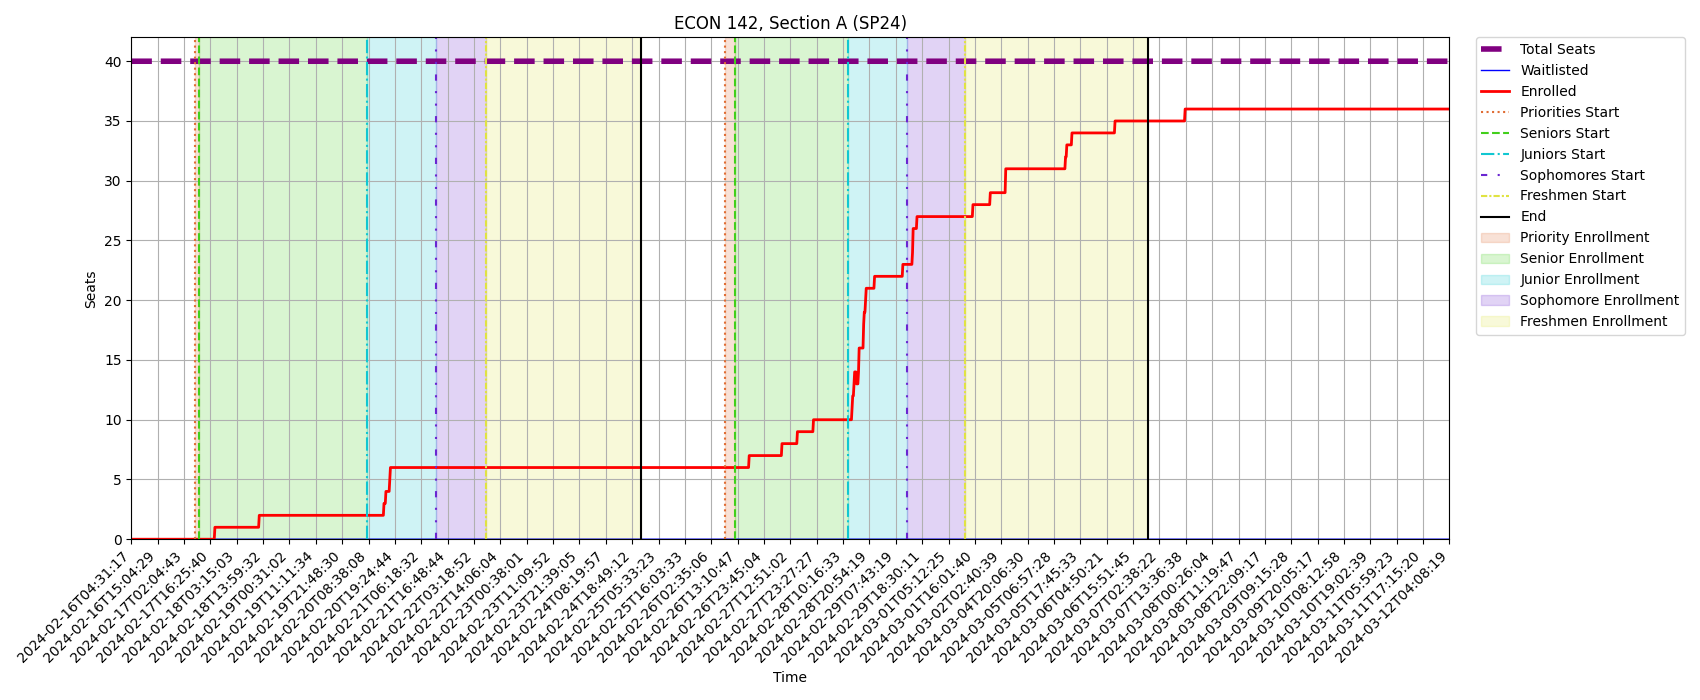 ECON 142, Section A (SP24)
Seats
40
35
30
25
20
15
10
5
0
2024-02-16T04:31:17
2024-02-16T15:04:29
2024-02-17T02:04:43
2024-02-17T16:25:40
2024-02-18T03:15:03
2024-02-18T13:59:32
2024-02-19T00:31:02
2024-02-19T11:11:34
2024-02-19T21:48:30
2024-02-20T08:38:08
2024-02-20T19:24:44
2024-02-21T06:18:32
2024-02-21T16:48:44
2024-02-22T03:18:52
2024-02-22T14:06:04
2024-02-23T00:38:01
2024-02-23T11:09:52
2024-02-23T21:39:05
2024-02-24T08:19:57
2024-02-24T18:49:12
2024-02-25T05:33:23
2024-02-25T16:03:33
2024-02-26T02:35:06
2024-02-26T13:10:47
2024-02-26T23:45:04
2024-02-27T12:51:02
2024-02-27T23:27:27
2024-02-28T10:16:33
2024-02-28T20:54:19
2024-02-29T07:43:19
2024-02-29T18:30:11
2024-03-01T05:12:25
2024-03-01T16:01:40
2024-03-02T02:40:39
2024-03-04T20:06:30
2024-03-05T06:57:28
2024-03-05T17:45:33
2024-03-06T04:50:21
2024-03-06T15:51:45
2024-03-07T02:38:22
2024-03-07T13:36:38
2024-03-08T00:26:04
2024-03-08T11:19:47
2024-03-08T22:09:17
2024-03-09T09:15:28
2024-03-09T20:05:17
2024-03-10T08:12:58
2024-03-10T19:02:39
2024-03-11T05:59:23
2024-03-11T17:15:20
2024-03-12T04:08:19
Time
Total Seats
Waitlisted
Enrolled
Priorities Start
Seniors Start
Juniors Start
Sophomores Start
Freshmen Start
End
Priority Enrollment
Senior Enrollment
Junior Enrollment
Sophomore Enrollment
Freshmen Enrollment